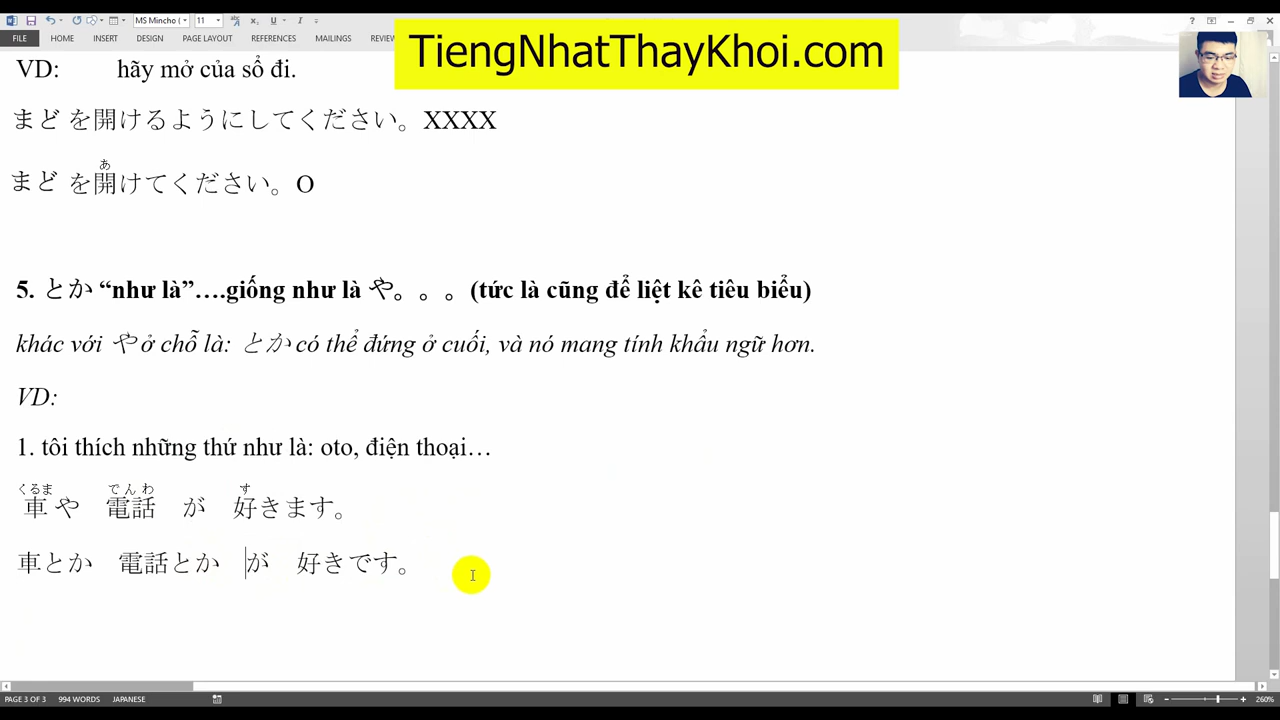 MS Mincho (
11
FILE
HOME
INSERT
DESIGN
PAGE LAYOUT
REFERENCES
MAILINGS
TiengNhatThayKhoi.com
VD: hãy mở của sổ đi.
まど を開けるようにしてください。XXXX
あ
まど を開けてください。O
5. とか “như là”….giống như là や。。。(tức là cũng để liệt kê tiêu biểu)
khác với や ở chỗ là: とか có thể đứng ở cuối, và nó mang tính khẩu ngữ hơn.
VD:
1. tôi thích những thứ như là: oto, điện thoại…
くるま でんわ す
車や 電話 が 好きます。
車とか 電話とか が 好きです。
PAGE 3 OF 3 994 WORDS JAPANESE
260%